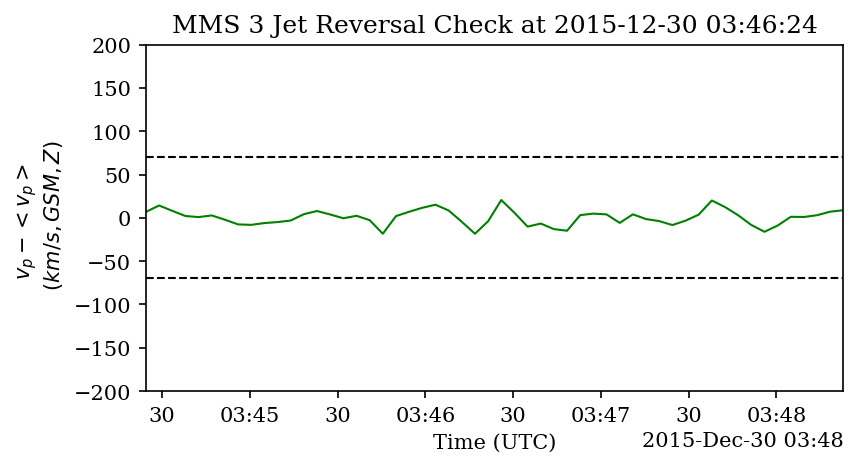 MMS 3 Jet Reversal Check at 2015-12-30 03:46:24
200
150
100
50
0
−50
−100
−150
−200
v_p − < v_p >
(km/s, GSM, Z)
30 03:45 30 03:46 30 03:47 30 03:48
Time (UTC)
2015-Dec-30 03:48